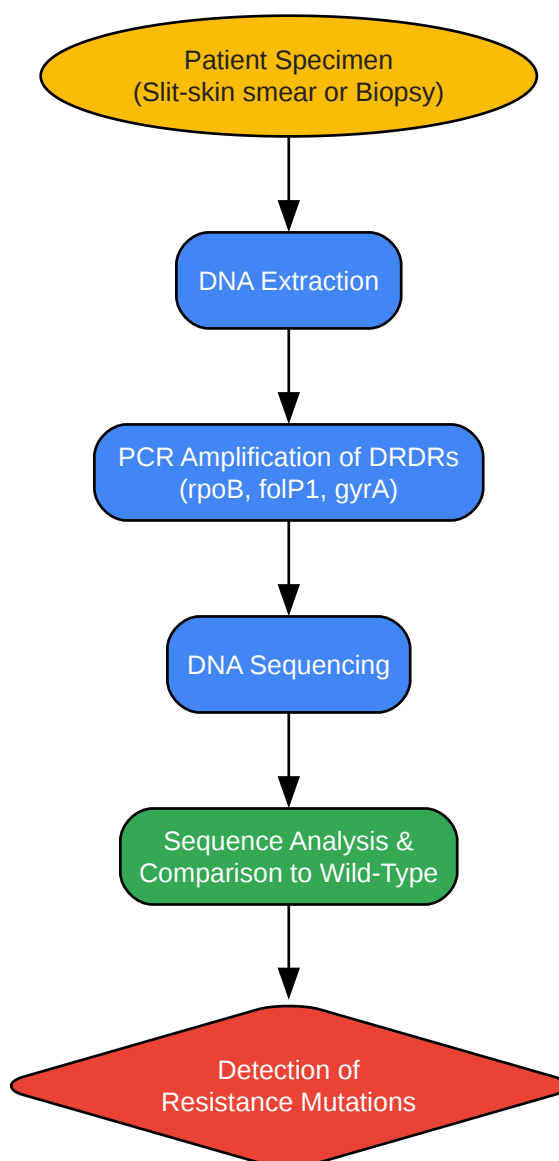 Patient Specimen
(Slit-skin smear or Biopsy)
DNA Extraction
PCR Amplification of DRDRs
(rpoB, folP1, gyrA)
DNA Sequencing
Sequence Analysis &
Comparison to Wild-Type
Detection of
Resistance Mutations